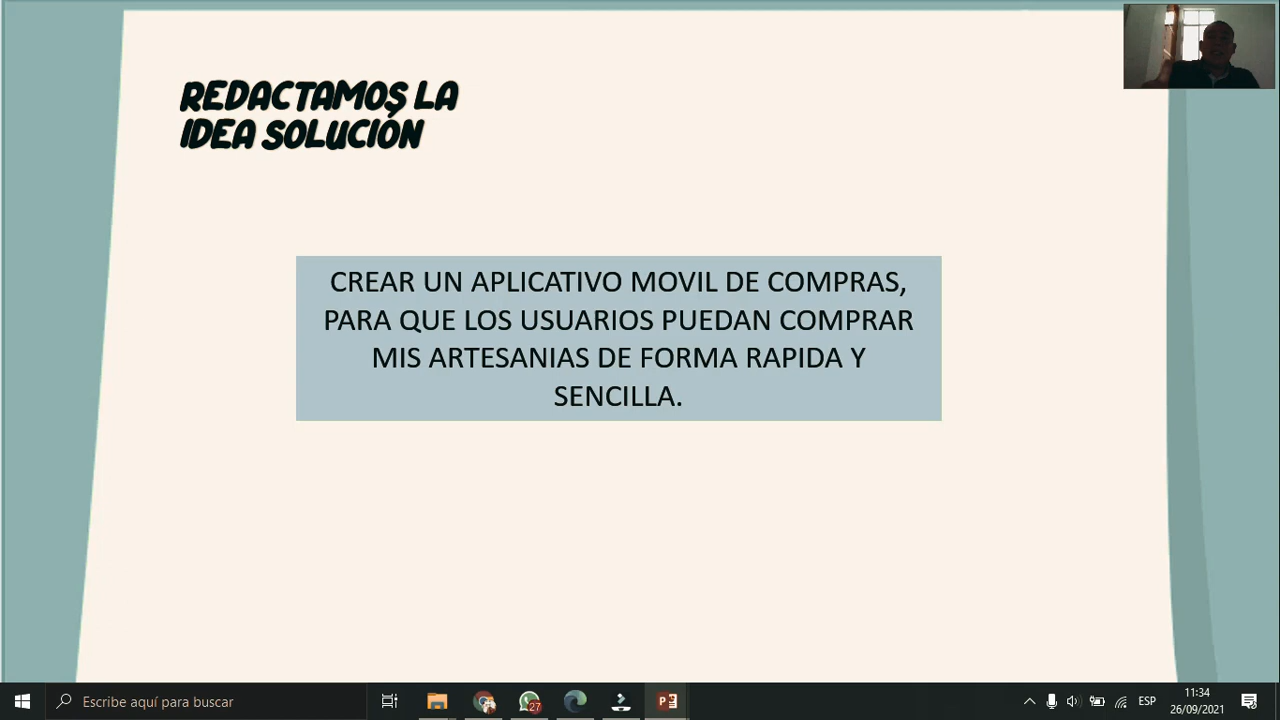 REDACTAMOS LA
IDEA SOLUCIÓN
CREAR UN APLICATIVO MOVIL DE COMPRAS,
PARA QUE LOS USUARIOS PUEDAN COMPRAR
MIS ARTESANIAS DE FORMA RAPIDA Y
SENCILLA.
Escribe aquí para buscar
27
ESP
11:34
26/09/2021